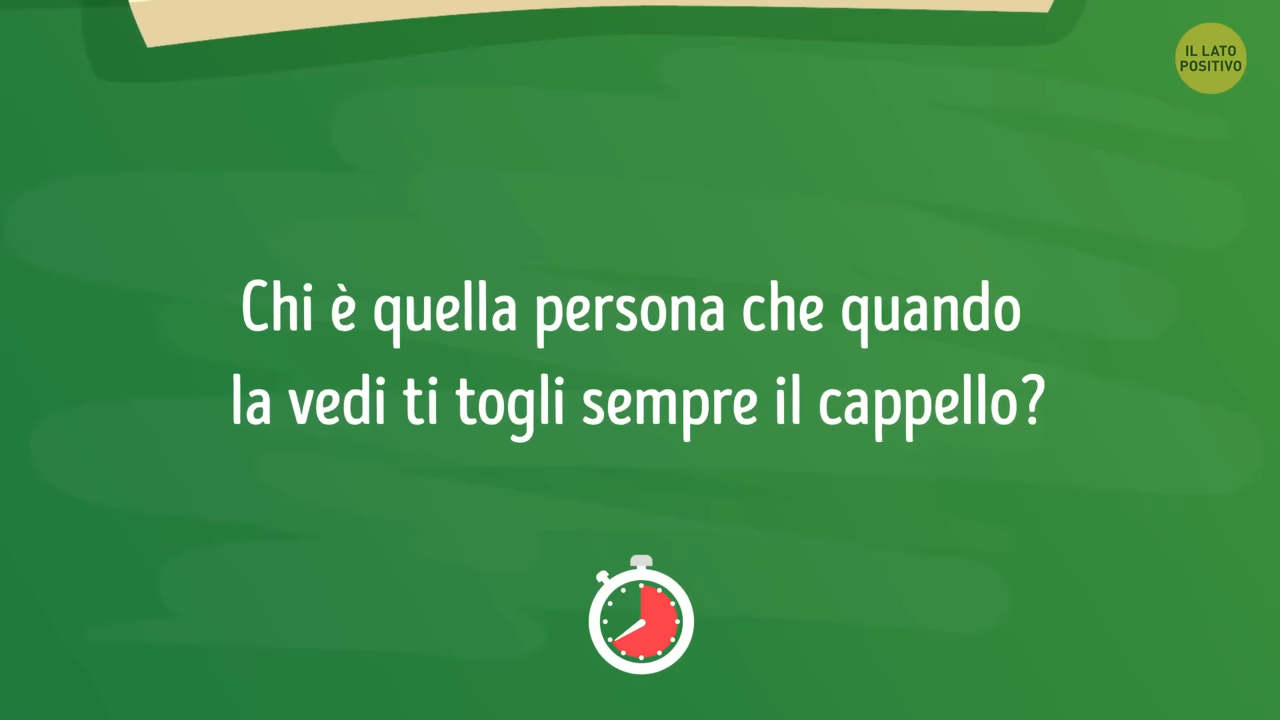 IL LATO
POSITIVO
Chi è quella persona che quando
la vedi ti togli sempre il cappello?